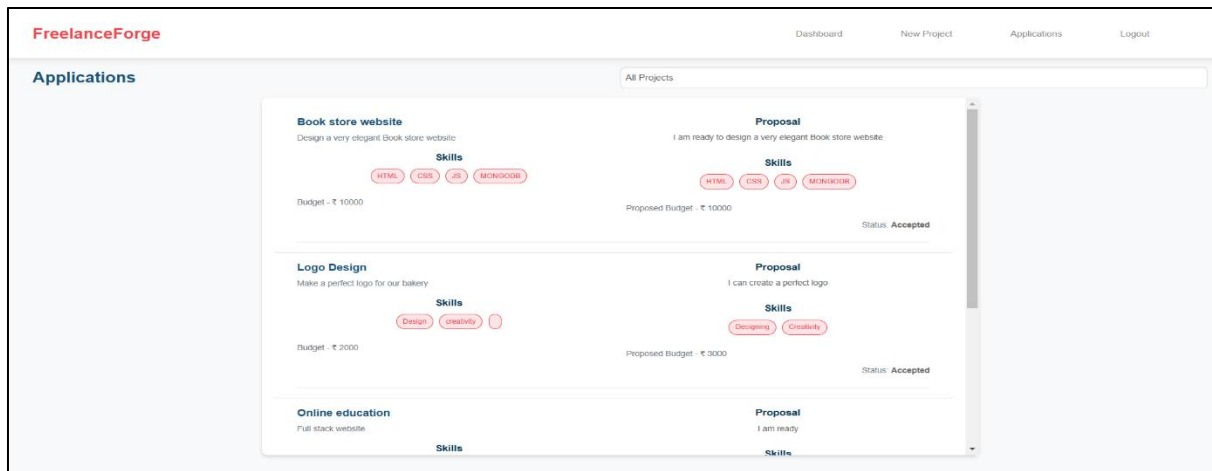 FreelanceForge
Dashboard New Project Applications Logout
Applications
All Projects
Book store website
Design a very elegant Book store website
Skills
HTML CSS JS MONGODB
Budget - ₹ 10000
Proposal
I am ready to design a very elegant Book store website
Skills
HTML CSS JS MONGODB
Proposed Budget - ₹ 10000
Status: Accepted
Logo Design
Make a perfect logo for our bakery
Skills
Design creativity
Budget - ₹ 2000
Proposal
I can create a perfect logo
Skills
Designing Creativity
Proposed Budget - ₹ 3000
Status: Accepted
Online education
Full stack website
Skills
Proposal
I am ready
Skills